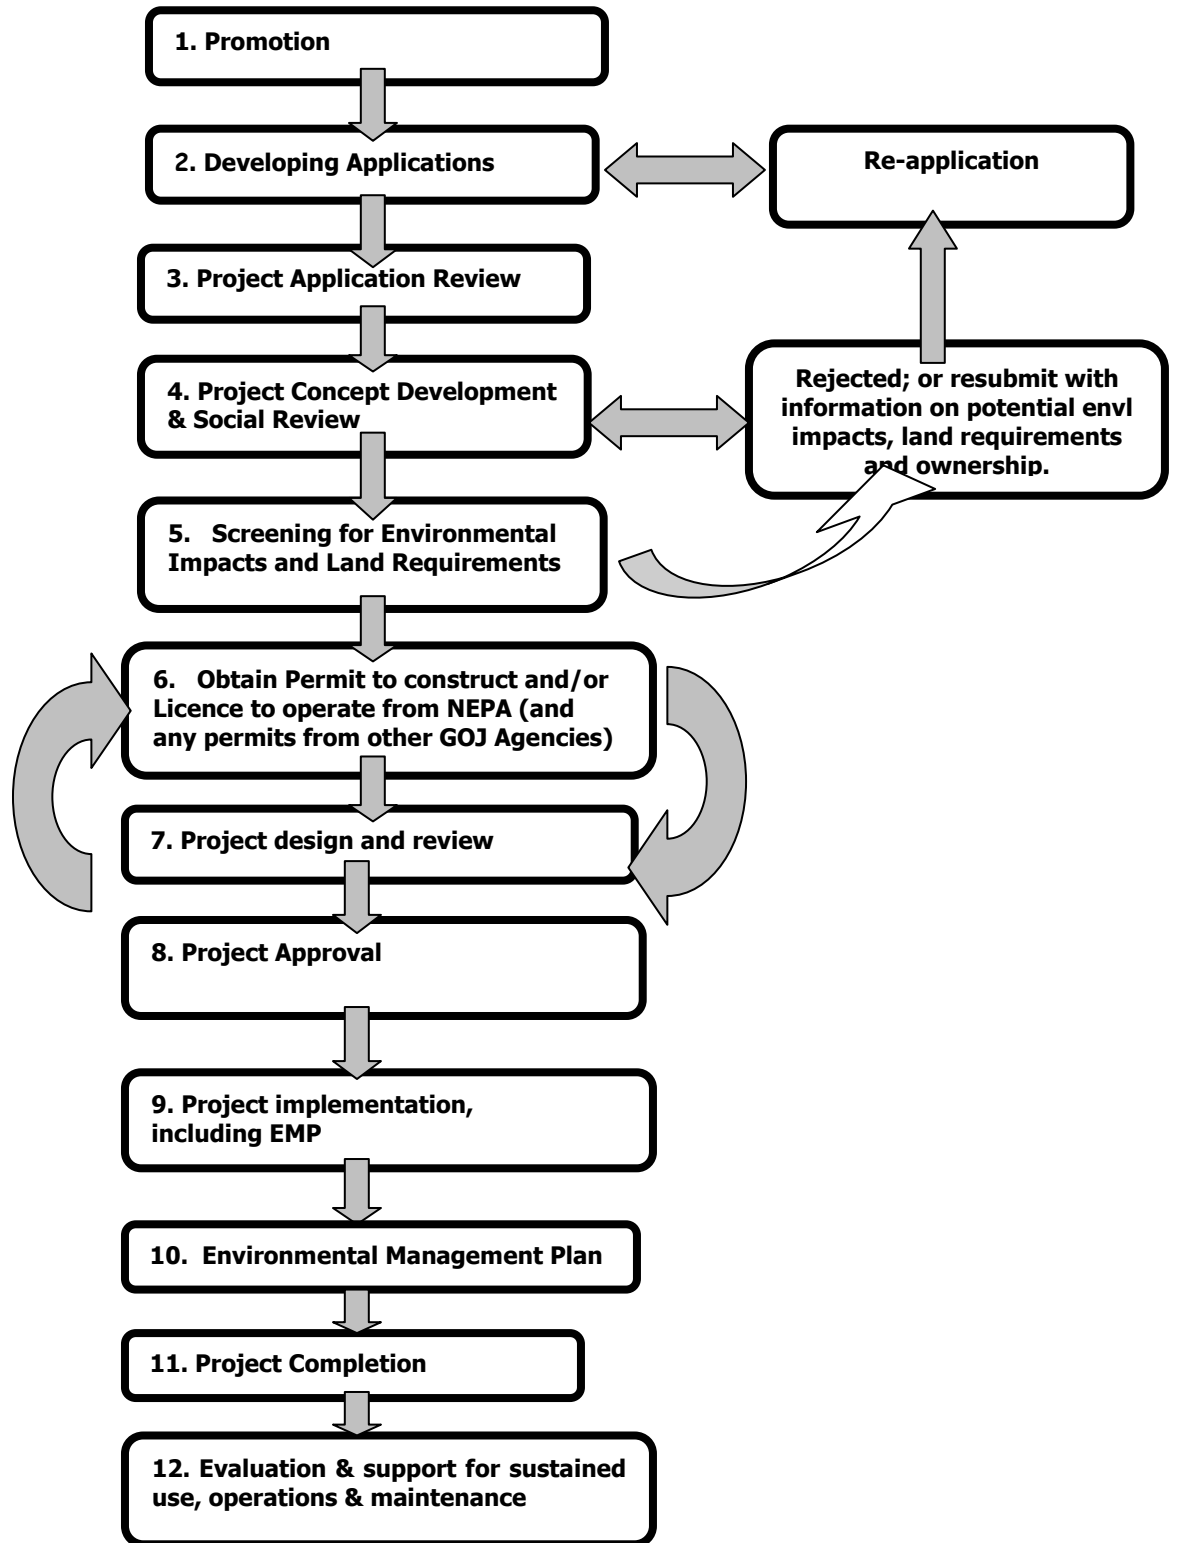 1. Promotion
2. Developing Applications
Re-application
3. Project Application Review
4. Project Concept Development
& Social Review
Rejected; or resubmit with
information on potential envl
impacts, land requirements
and ownership.
5. Screening for Environmental
Impacts and Land Requirements
6. Obtain Permit to construct and/or
Licence to operate from NEPA (and
any permits from other GOJ Agencies)
7. Project design and review
8. Project Approval
9. Project implementation,
including EMP
10. Environmental Management Plan
11. Project Completion
12. Evaluation & support for sustained
use, operations & maintenance